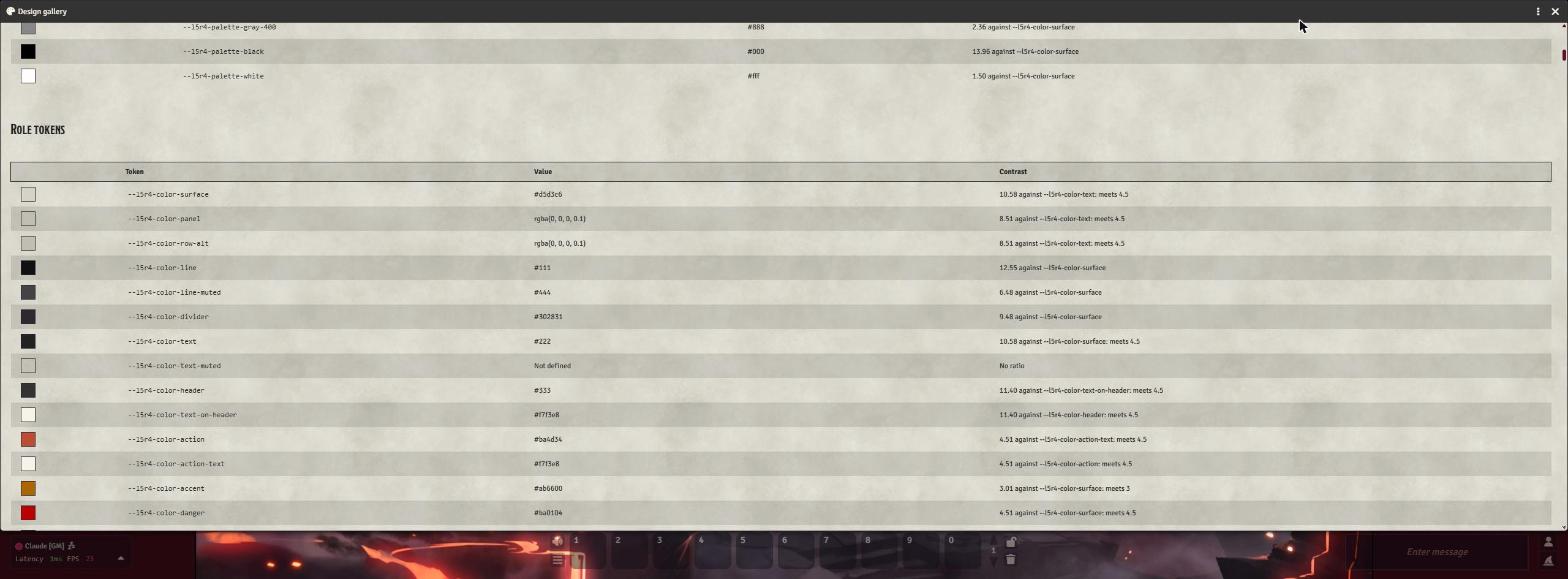 Design gallery
--l5r4-palette-gray-400 #888 2.36 against --l5r4-color-surface
--l5r4-palette-black #000 13.96 against --l5r4-color-surface
--l5r4-palette-white #fff 1.50 against --l5r4-color-surface
Role tokens
Token Value Contrast
--l5r4-color-surface #d5d3c6 10.58 against --l5r4-color-text: meets 4.5
--l5r4-color-panel rgba(0, 0, 0, 0.1) 8.51 against --l5r4-color-text: meets 4.5
--l5r4-color-row-alt rgba(0, 0, 0, 0.1) 8.51 against --l5r4-color-text: meets 4.5
--l5r4-color-line #111 12.55 against --l5r4-color-surface
--l5r4-color-line-muted #444 6.48 against --l5r4-color-surface
--l5r4-color-divider #302831 9.48 against --l5r4-color-surface
--l5r4-color-text #222 10.58 against --l5r4-color-surface: meets 4.5
--l5r4-color-text-muted Not defined No ratio
--l5r4-color-header #333 11.40 against --l5r4-color-text-on-header: meets 4.5
--l5r4-color-text-on-header #f7f3e8 11.40 against --l5r4-color-header: meets 4.5
--l5r4-color-action #ba4d34 4.51 against --l5r4-color-action-text: meets 4.5
--l5r4-color-action-text #f7f3e8 4.51 against --l5r4-color-action: meets 4.5
--l5r4-color-accent #ab6600 3.01 against --l5r4-color-surface: meets 3
--l5r4-color-danger #ba0104 4.51 against --l5r4-color-surface: meets 4.5
Claude [GM]
Latency 3ms FPS 23
1 2 3 4 5 6 7 8 9 0
1
Enter message